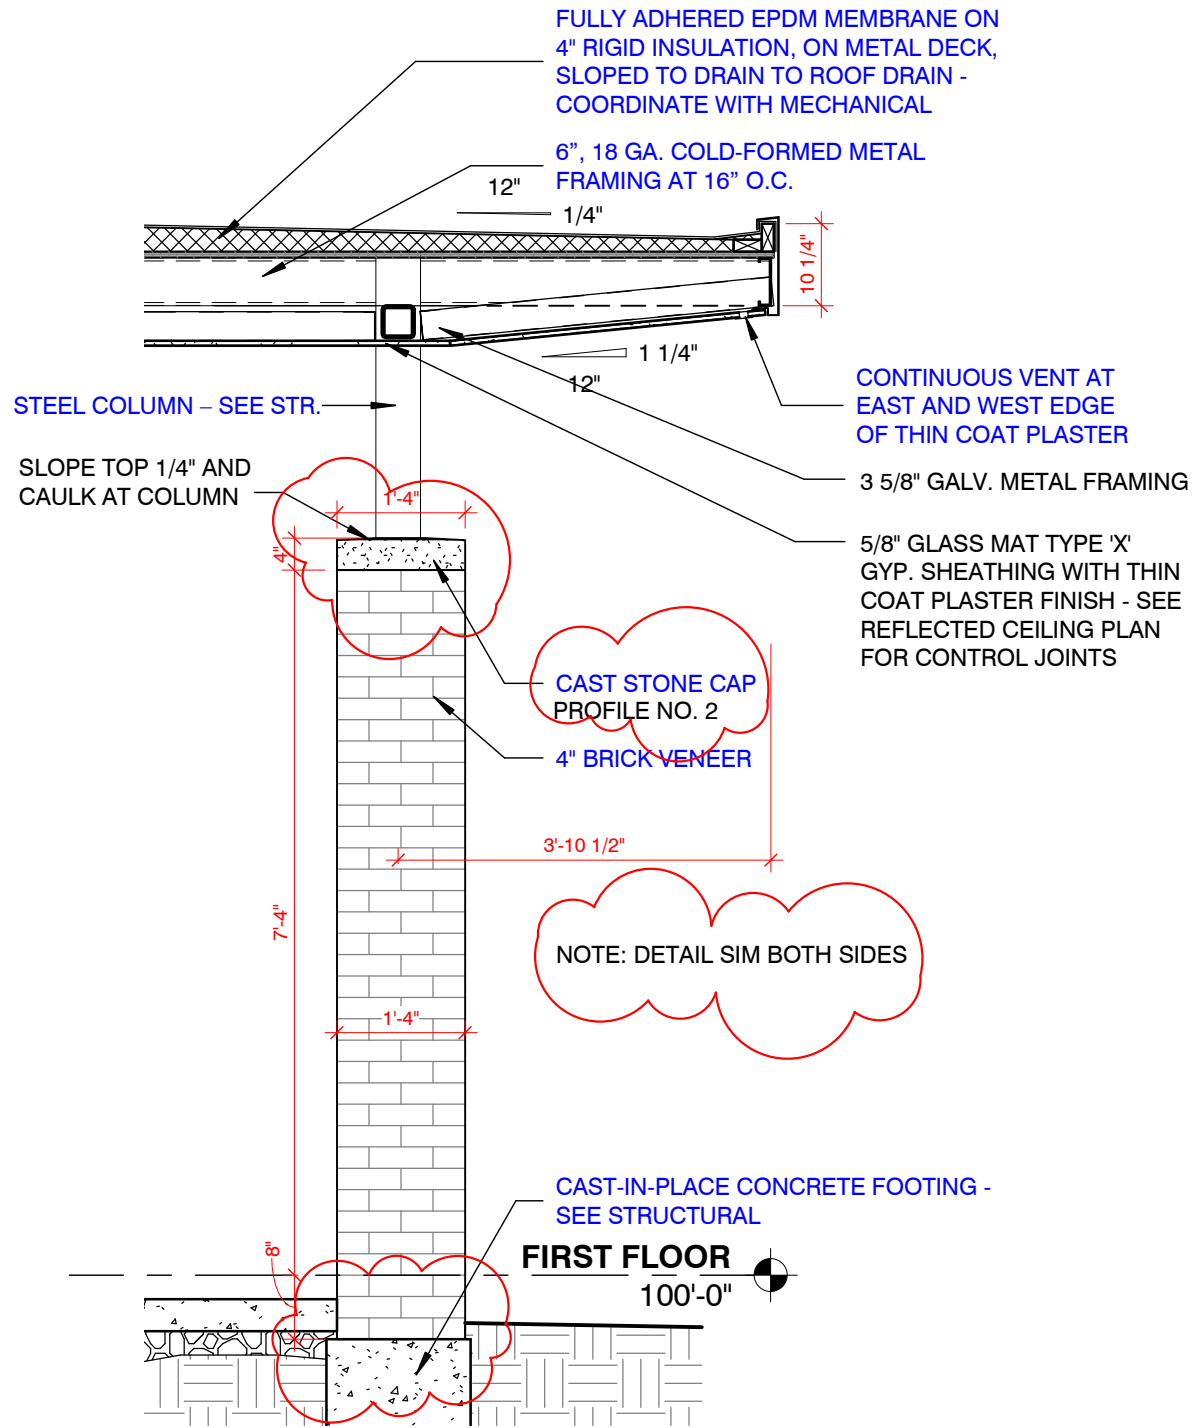 FULLY ADHERED EPDM MEMBRANE ON
4" RIGID INSULATION, ON METAL DECK,
SLOPED TO DRAIN TO ROOF DRAIN -
COORDINATE WITH MECHANICAL
6”, 18 GA. COLD-FORMED METAL
FRAMING AT 16” O.C.
12"
1/4"
10 1/4"
1 1/4"
12"
CONTINUOUS VENT AT
EAST AND WEST EDGE
OF THIN COAT PLASTER
STEEL COLUMN – SEE STR.
SLOPE TOP 1/4" AND
CAULK AT COLUMN
3 5/8" GALV. METAL FRAMING
1'-4"
4"
5/8" GLASS MAT TYPE 'X'
GYP. SHEATHING WITH THIN
COAT PLASTER FINISH - SEE
REFLECTED CEILING PLAN
FOR CONTROL JOINTS
CAST STONE CAP
PROFILE NO. 2
4" BRICK VENEER
3'-10 1/2"
7'-4"
NOTE: DETAIL SIM BOTH SIDES
1'-4"
CAST-IN-PLACE CONCRETE FOOTING -
SEE STRUCTURAL
8"
FIRST FLOOR
100'-0"